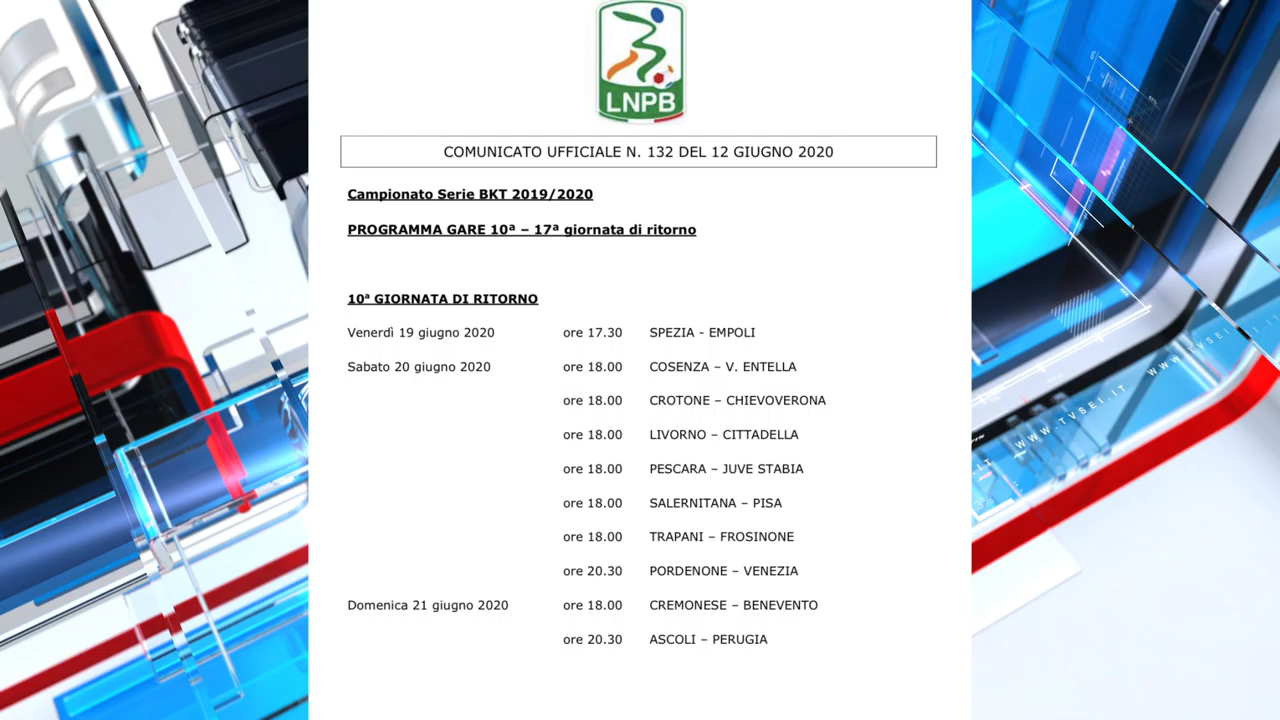 LNPB
COMUNICATO UFFICIALE N. 132 DEL 12 GIUGNO 2020
Campionato Serie BKT 2019/2020
PROGRAMMA GARE 10ª – 17ª giornata di ritorno
10ª GIORNATA DI RITORNO
Venerdì 19 giugno 2020 ore 17.30 SPEZIA - EMPOLI
Sabato 20 giugno 2020 ore 18.00 COSENZA – V. ENTELLA
ore 18.00 CROTONE – CHIEVOVERONA
ore 18.00 LIVORNO – CITTADELLA
ore 18.00 PESCARA – JUVE STABIA
ore 18.00 SALERNITANA – PISA
ore 18.00 TRAPANI – FROSINONE
ore 20.30 PORDENONE – VENEZIA
Domenica 21 giugno 2020 ore 18.00 CREMONESE – BENEVENTO
ore 20.30 ASCOLI – PERUGIA
WWW.TVSEI.IT
WWW.TVSEI